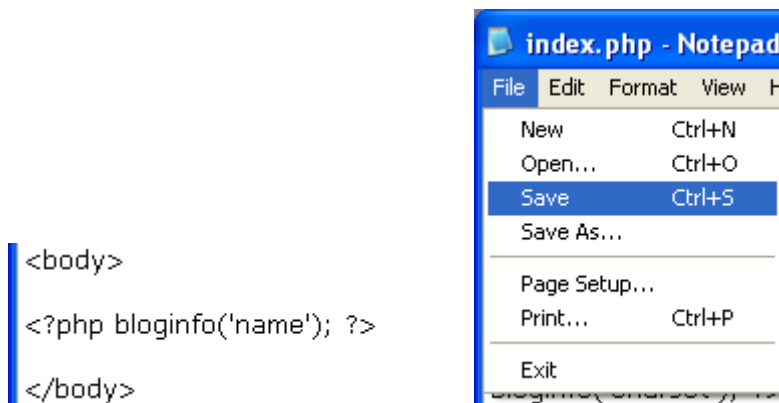 index.php - Notepad
File Edit Format View
New Ctrl+N
Open... Ctrl+O
Save Ctrl+S
Save As...
Page Setup...
Print... Ctrl+P
Exit
<body>
<?php bloginfo('name'); ?>
</body>